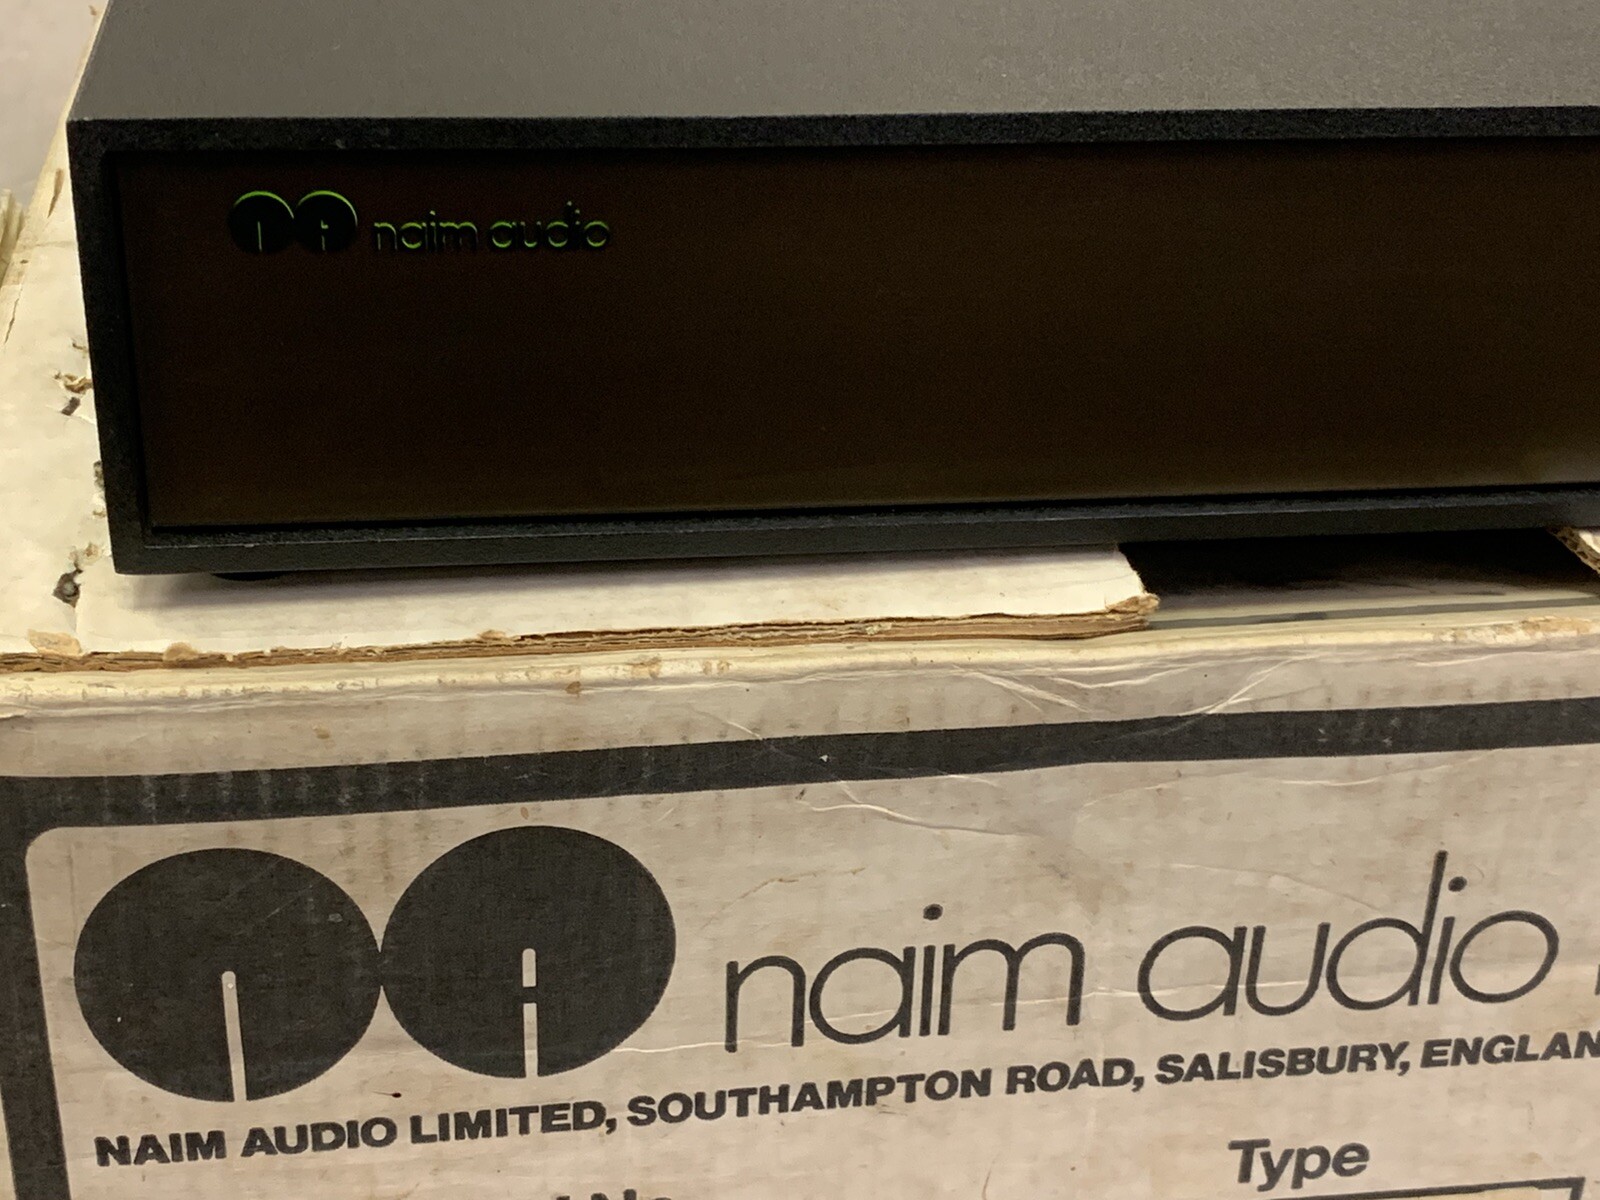 naim audio
naim audio
NAIM AUDIO LIMITED, SOUTHAMPTON ROAD, SALISBURY, ENGLAN
Type